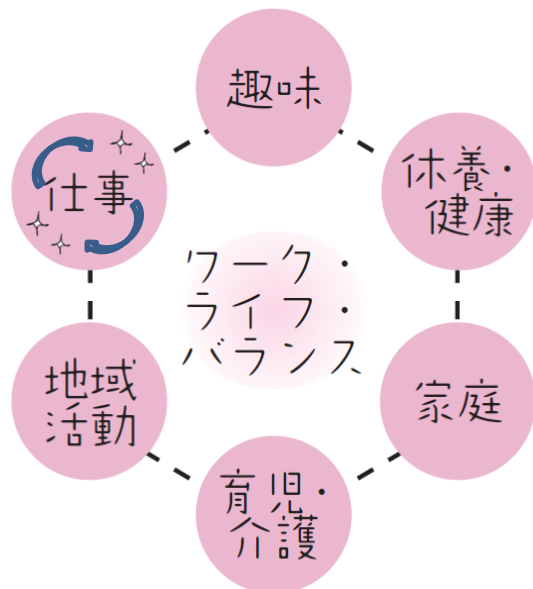 趣味
仕事
休養・
健康
ワーク・
ライフ・
バランス
地域
活動
家庭
育児・
介護